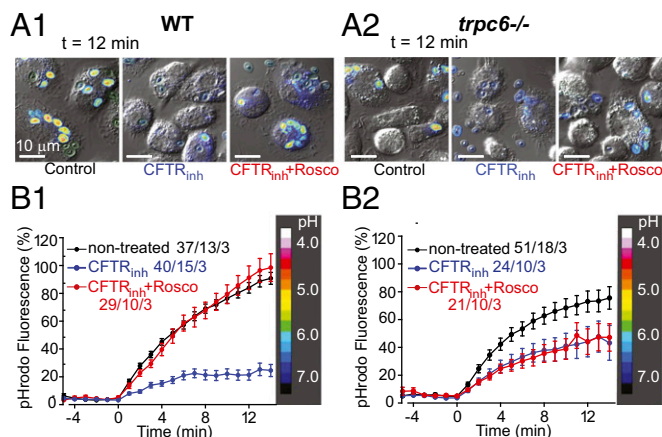 A1 WT
t = 12 min
10 µm
Control CFTRinh CFTRinh+Rosco
A2 trpc6-/-
t = 12 min
Control CFTRinh CFTRinh+Rosco
B1
pHrodo Fluorescence (%)
120
100
80
60
40
20
0
-4 0 4 8 12
Time (min)
non-treated 37/13/3
CFTRinh 40/15/3
CFTRinh+Rosco
29/10/3
pH
4.0
5.0
6.0
7.0
B2
pHrodo Fluorescence (%)
120
100
80
60
40
20
0
-4 0 4 8 12
Time (min)
non-treated 51/18/3
CFTRinh 24/10/3
CFTRinh+Rosco
21/10/3
pH
4.0
5.0
6.0
7.0